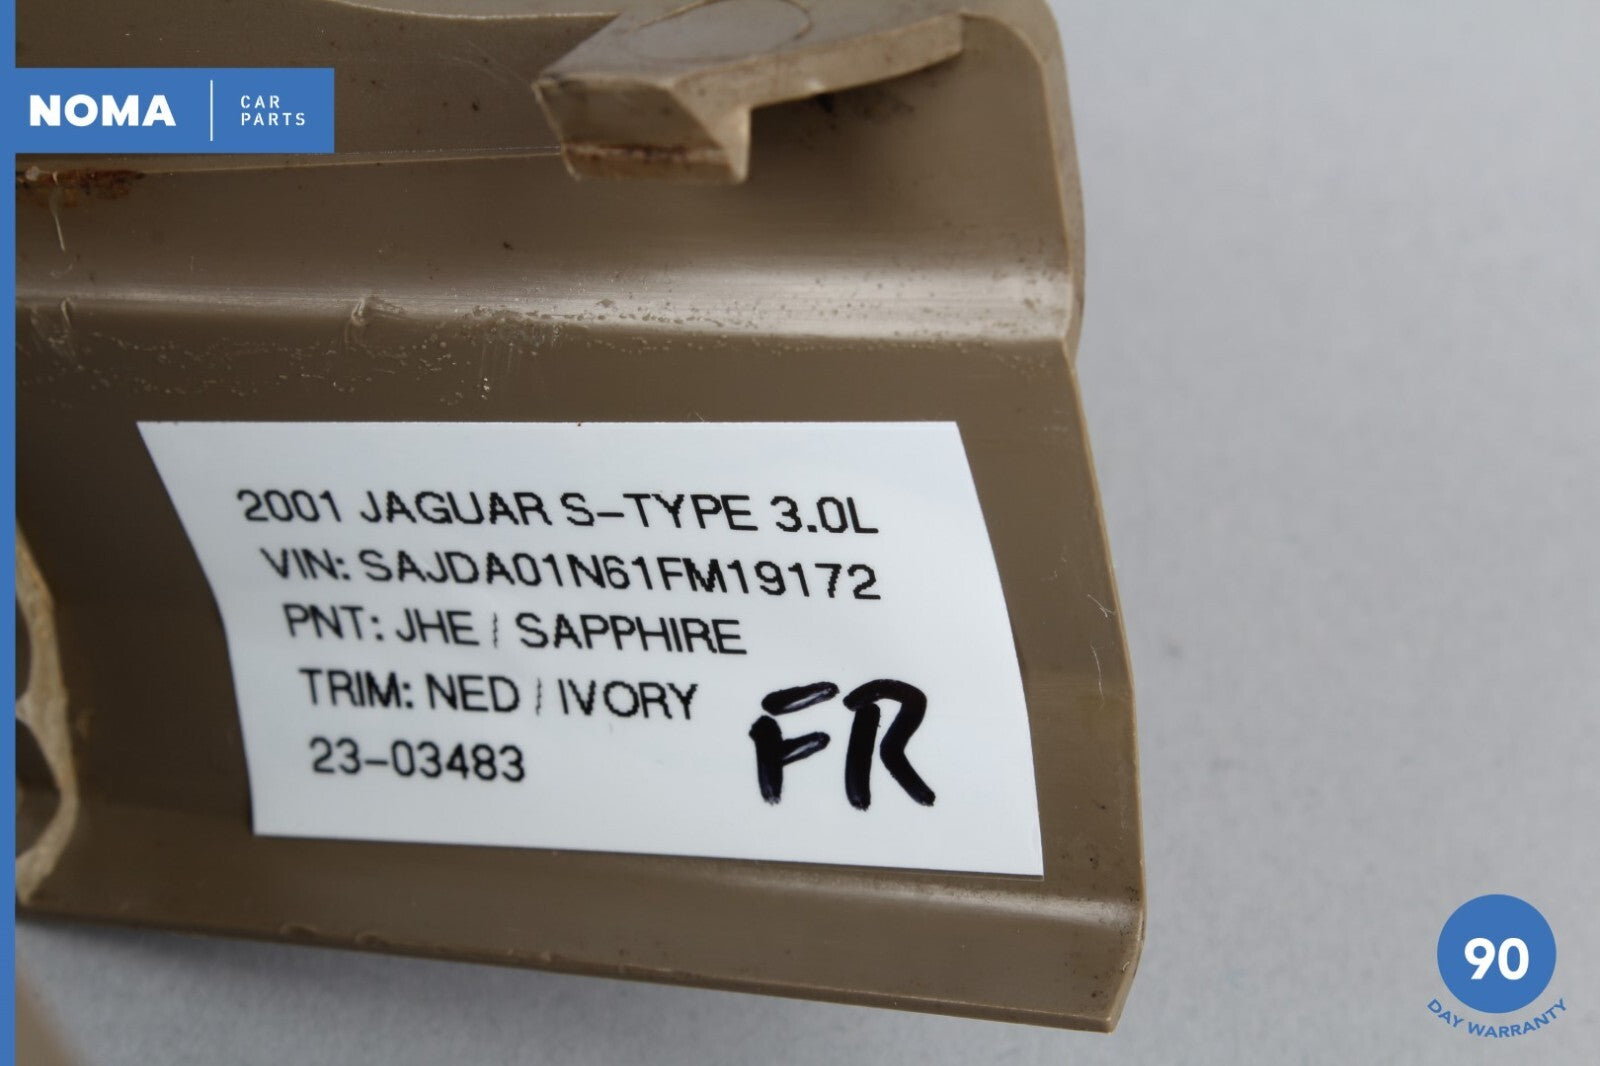 NOMA
CAR
PARTS
2001 JAGUAR S-TYPE 3.0L
VIN: SAJDA01N61FM19172
PNT: JHE / SAPPHIRE
TRIM: NED / IVORY
23-03483
FR
90
DAY WARRANTY